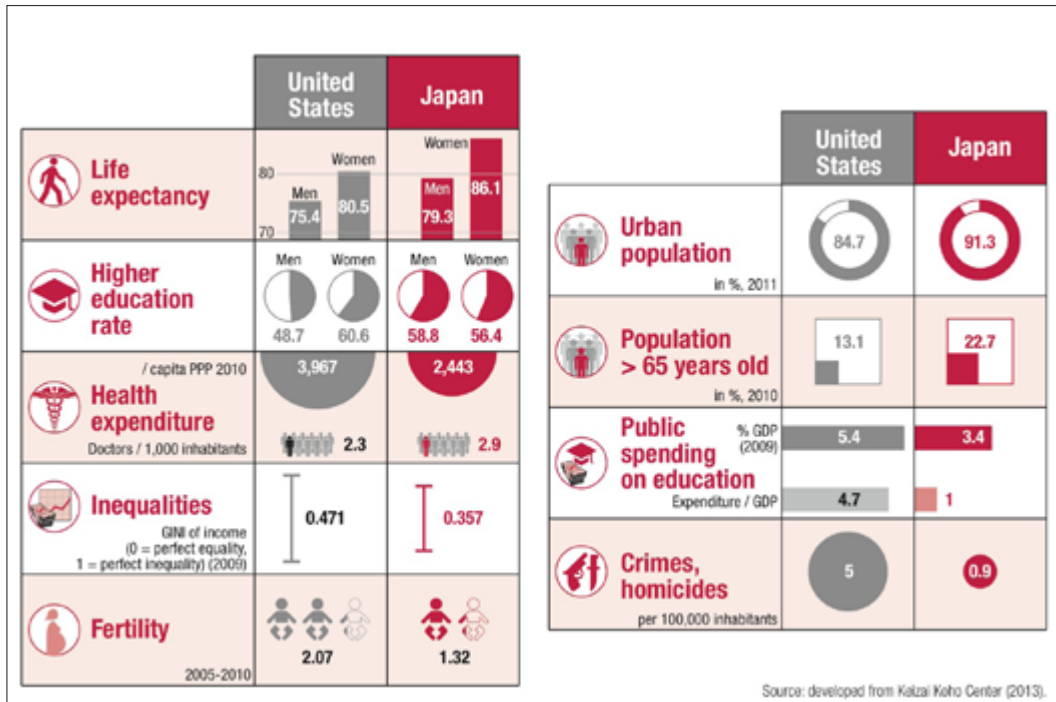 United
States
Japan
Life
expectancy
80
70
Men
75.4
Women
80.5
Men
79.3
Women
86.1
Higher
education
rate
Men
48.7
Women
60.6
Men
58.8
Women
56.4
/ capita PPP 2010
Health
expenditure
Doctors / 1,000 inhabitants
3,967
2.3
2,443
2.9
Inequalities
GINI of income
(0 = perfect equality,
1 = perfect inequality) (2009)
0.471
0.357
Fertility
2005-2010
2.07
1.32
United
States
Japan
Urban
population
in %, 2011
84.7
91.3
Population
> 65 years old
in %, 2010
13.1
22.7
Public
spending
on education
% GDP
(2009)
5.4
3.4
Expenditure / GDP
4.7
1
Crimes,
homicides
per 100,000 inhabitants
5
0.9
Source: developed from Keizai Koho Center (2013).